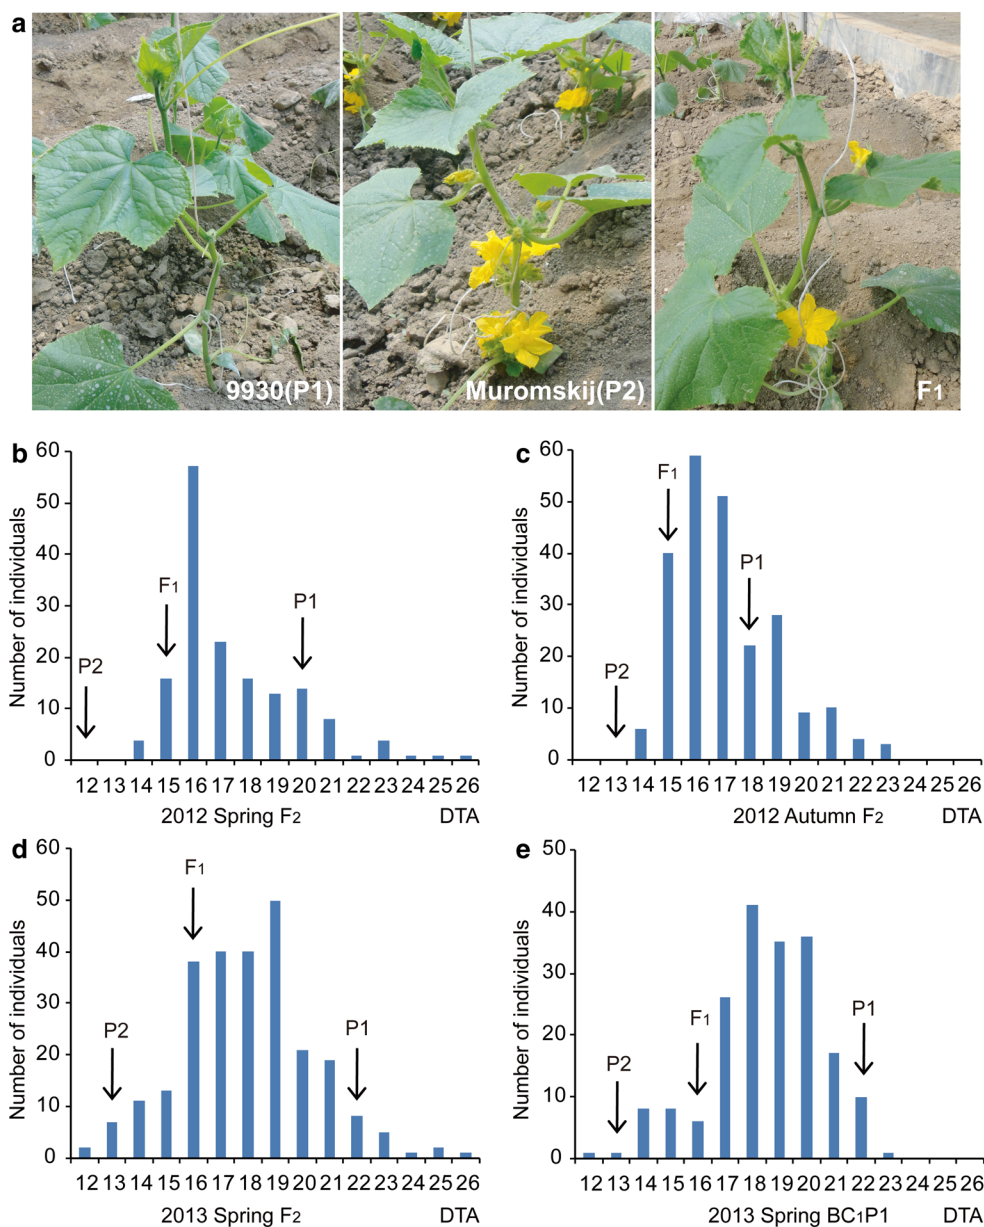 a
9930(P1)
Muromskij(P2)
F1
b
60
50
40
30
20
10
0
Number of individuals
P2
F1
P1
12 13 14 15 16 17 18 19 20 21 22 23 24 25 26
2012 Spring F2
DTA
c
60
50
40
30
20
10
0
Number of individuals
P2
F1
P1
12 13 14 15 16 17 18 19 20 21 22 23 24 25 26
2012 Autumn F2
DTA
d
60
50
40
30
20
10
0
Number of individuals
P2
F1
P1
12 13 14 15 16 17 18 19 20 21 22 23 24 25 26
2013 Spring F2
DTA
e
50
40
30
20
10
0
Number of individuals
P2
F1
P1
12 13 14 15 16 17 18 19 20 21 22 23 24 25 26
2013 Spring BC1P1
DTA